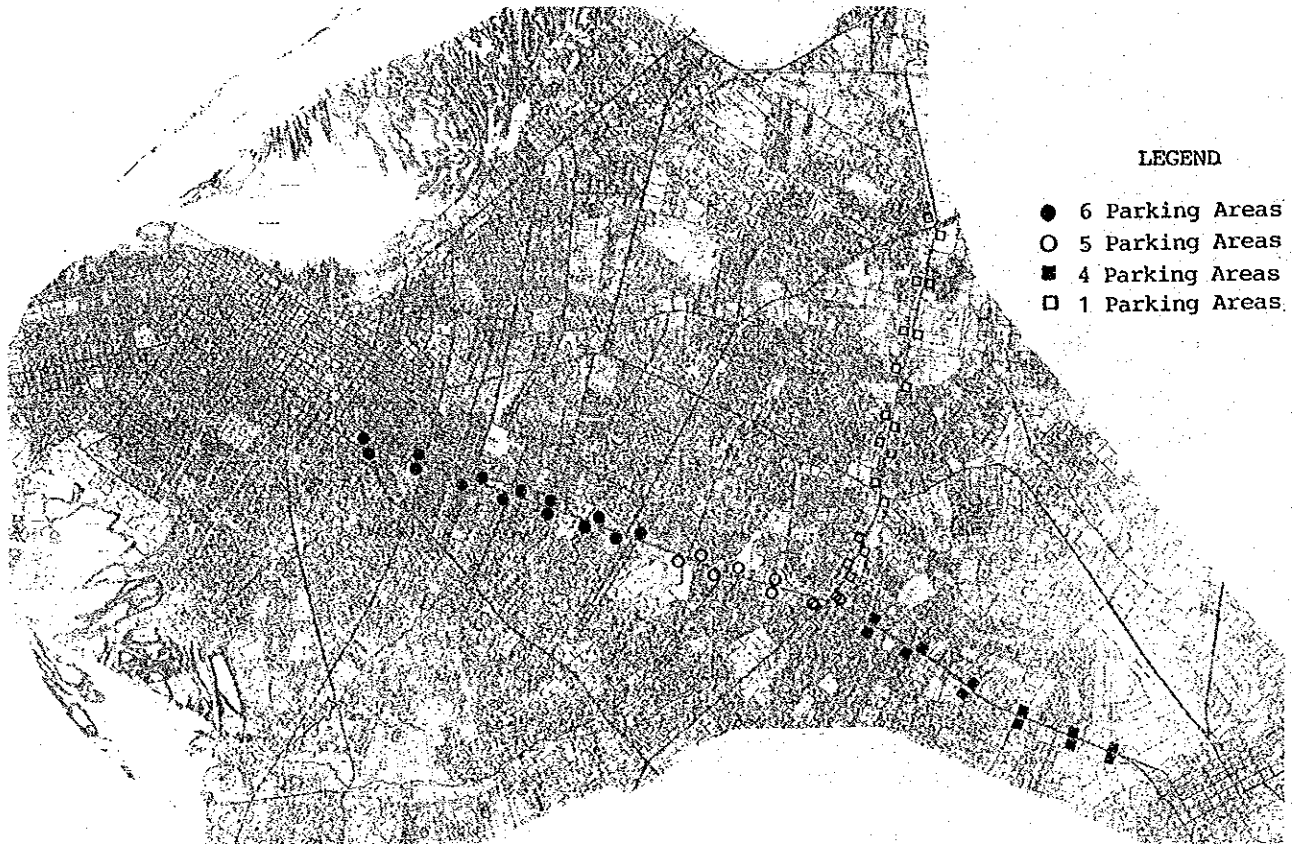 LEGEND
● 6 Parking Areas
○ 5 Parking Areas
■ 4 Parking Areas
□ 1 Parking Areas